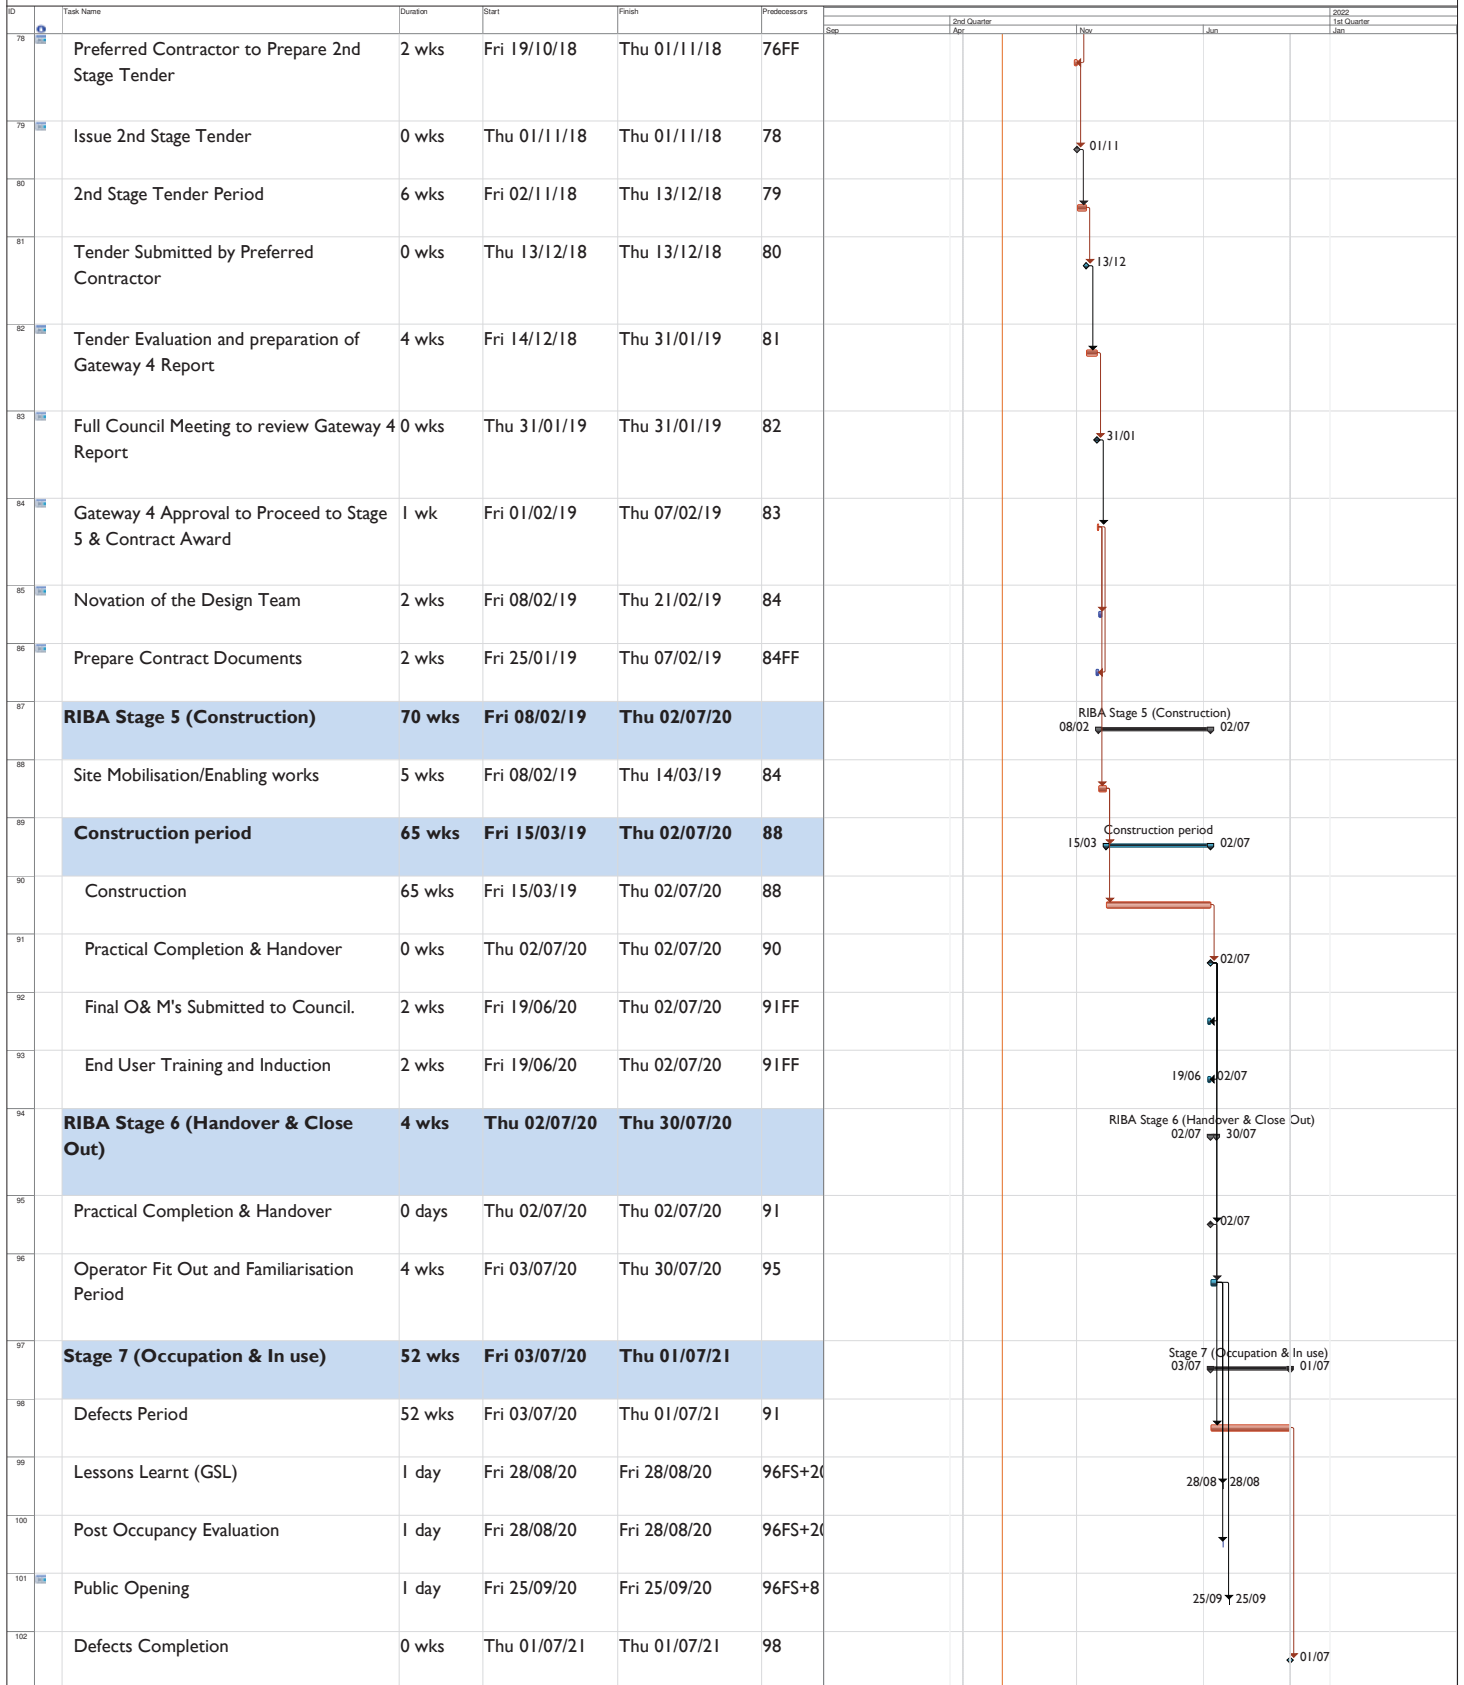 ID Task Name Duration Start Finish Predecessors
2022
2nd Quarter 1st Quarter
Sep Apr Nov Jun Jan
78 Preferred Contractor to Prepare 2nd 2 wks Fri 19/10/18 Thu 01/11/18 76FF
Stage Tender
79 Issue 2nd Stage Tender 0 wks Thu 01/11/18 Thu 01/11/18 78
01/11
80 2nd Stage Tender Period 6 wks Fri 02/11/18 Thu 13/12/18 79
81 Tender Submitted by Preferred 0 wks Thu 13/12/18 Thu 13/12/18 80
13/12
Contractor
82 Tender Evaluation and preparation of 4 wks Fri 14/12/18 Thu 31/01/19 81
Gateway 4 Report
83 Full Council Meeting to review Gateway 4 0 wks Thu 31/01/19 Thu 31/01/19 82
31/01
Report
84 Gateway 4 Approval to Proceed to Stage 1 wk Fri 01/02/19 Thu 07/02/19 83
5 & Contract Award
85 Novation of the Design Team 2 wks Fri 08/02/19 Thu 21/02/19 84
86 Prepare Contract Documents 2 wks Fri 25/01/19 Thu 07/02/19 84FF
87 RIBA Stage 5 (Construction) 70 wks Fri 08/02/19 Thu 02/07/20
RIBA Stage 5 (Construction)
08/02 02/07
88 Site Mobilisation/Enabling works 5 wks Fri 08/02/19 Thu 14/03/19 84
89 Construction period 65 wks Fri 15/03/19 Thu 02/07/20 88
Construction period
15/03 02/07
90 Construction 65 wks Fri 15/03/19 Thu 02/07/20 88
91 Practical Completion & Handover 0 wks Thu 02/07/20 Thu 02/07/20 90
02/07
92 Final O& M's Submitted to Council. 2 wks Fri 19/06/20 Thu 02/07/20 91FF
93 End User Training and Induction 2 wks Fri 19/06/20 Thu 02/07/20 91FF
19/06 02/07
94 RIBA Stage 6 (Handover & Close 4 wks Thu 02/07/20 Thu 30/07/20
Out)
RIBA Stage 6 (Handover & Close Out)
02/07 30/07
95 Practical Completion & Handover 0 days Thu 02/07/20 Thu 02/07/20 91
02/07
96 Operator Fit Out and Familiarisation 4 wks Fri 03/07/20 Thu 30/07/20 95
Period
97 Stage 7 (Occupation & In use) 52 wks Fri 03/07/20 Thu 01/07/21
Stage 7 (Occupation & In use)
03/07 01/07
98 Defects Period 52 wks Fri 03/07/20 Thu 01/07/21 91
99 Lessons Learnt (GSL) 1 day Fri 28/08/20 Fri 28/08/20 96FS+20
28/08 28/08
100 Post Occupancy Evaluation 1 day Fri 28/08/20 Fri 28/08/20 96FS+20
101 Public Opening 1 day Fri 25/09/20 Fri 25/09/20 96FS+8
25/09 25/09
102 Defects Completion 0 wks Thu 01/07/21 Thu 01/07/21 98
01/07